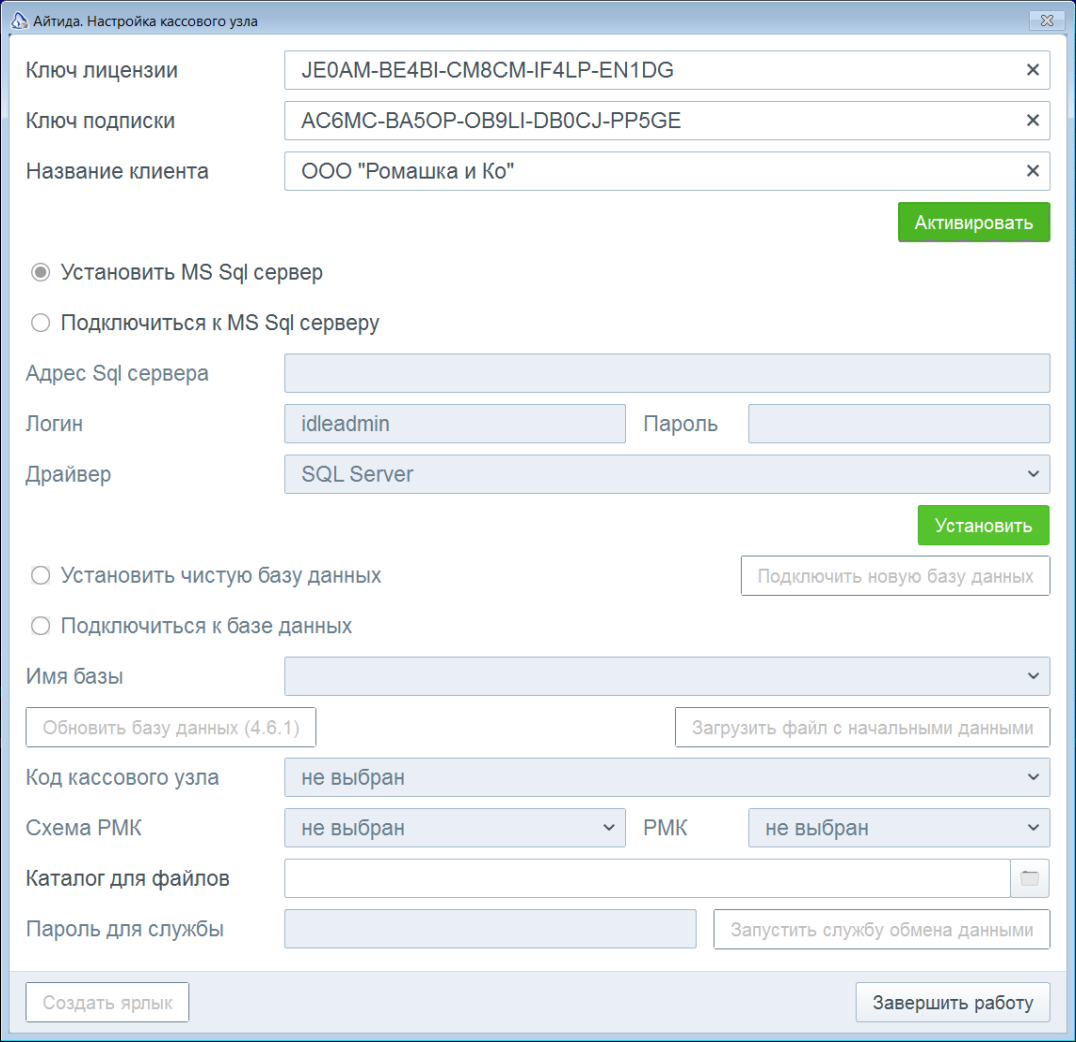 Айтида. Настройка кассового узла
Ключ лицензии JE0AM-BE4BI-CM8CM-IF4LP-EN1DG
Ключ подписки AC6MC-BA5OP-OB9LI-DB0CJ-PP5GE
Название клиента ООО "Ромашка и Ко"
Активировать
Установить MS Sql сервер
Подключиться к MS Sql серверу
Адрес Sql сервера
Логин idleadmin Пароль
Драйвер SQL Server
Установить
Установить чистую базу данных Подключить новую базу данных
Подключиться к базе данных
Имя базы
Обновить базу данных (4.6.1) Загрузить файл с начальными данными
Код кассового узла не выбран
Схема РМК не выбран РМК не выбран
Каталог для файлов
Пароль для службы Запустить службу обмена данными
Создать ярлык Завершить работу